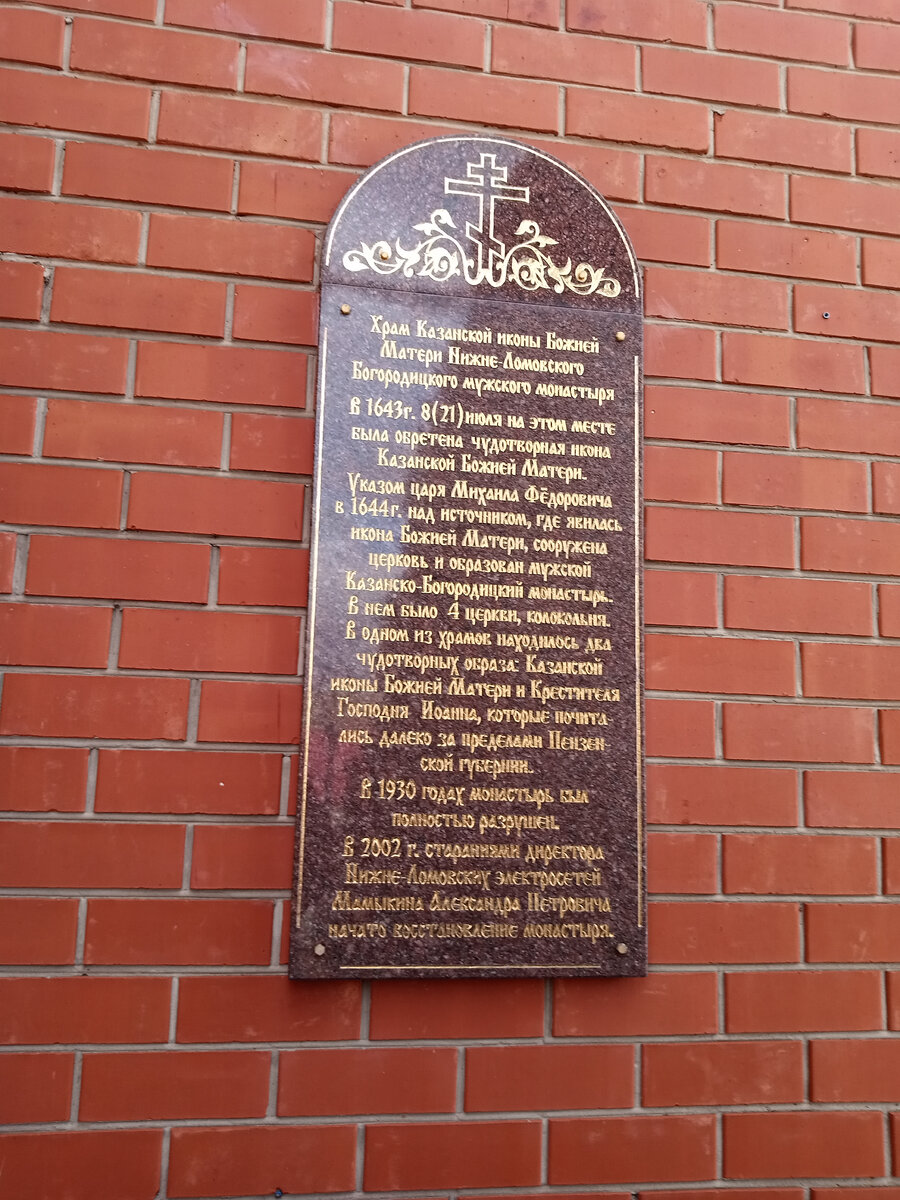 Храм Казанской иконы Божией
Матери Нижне-Ломовского
Богородицкого мужского монастыря
В 1643г. 8(21)июля на этом месте
была обретена чудотворная икона
Казанской Божией Матери.
Указом царя Михаила Фёдоровича
в 1644г. над источником, где явилась
икона Божией Матери, сооружена
церковь и образован мужской
Казанско-Богородицкий монастырь.
В нем было 4 церкви, колокольня.
В одном из храмов находилось два
чудотворных образа: Казанской
иконы Божией Матери и Крестителя
Господня Иоанна, которые почита-
лись далеко за пределами Пензен-
ской губернии.
В 1930 годах монастырь был
полностью разрушен.
В 2002 г. стараниями директора
Нижне-Ломовских электросетей
Мамыкина Александра Петровича
начато восстановление монастыря.